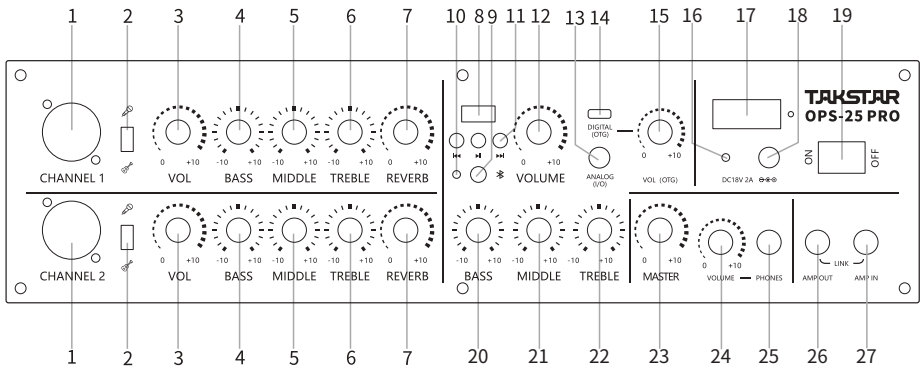 1 2 3 4 5 6 7 10 8 9 11 12 13 14 15 16 17 18 19
TAKSTAR
OPS-25 PRO
DIGITAL
(OTG)
ON OFF
0 +10 -10 +10 -10 +10 -10 +10 0 +10 0 +10 0 +10
CHANNEL 1 VOL BASS MIDDLE TREBLE REVERB VOLUME ANALOG
(I/O) VOL (OTG) DC18V 2A
CHANNEL 2 VOL BASS MIDDLE TREBLE REVERB BASS MIDDLE TREBLE MASTER VOLUME PHONES AMP OUT LINK AMP IN
0 +10 -10 +10 -10 +10 -10 +10 0 +10 -10 +10 -10 +10 -10 +10 0 +10 0 +10
1 2 3 4 5 6 7 20 21 22 23 24 25 26 27